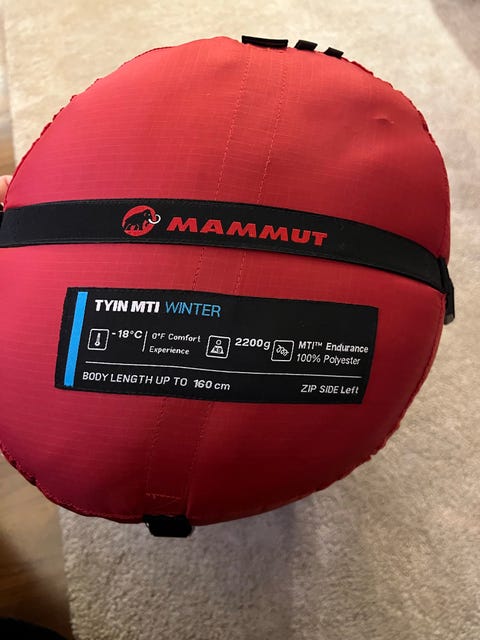 MAMMUT
TYIN MTI WINTER
-18°C | 0°F Comfort Experience
2200g
MTI™ Endurance
100% Polyester
BODY LENGTH UP TO 160 cm
ZIP SIDE Left